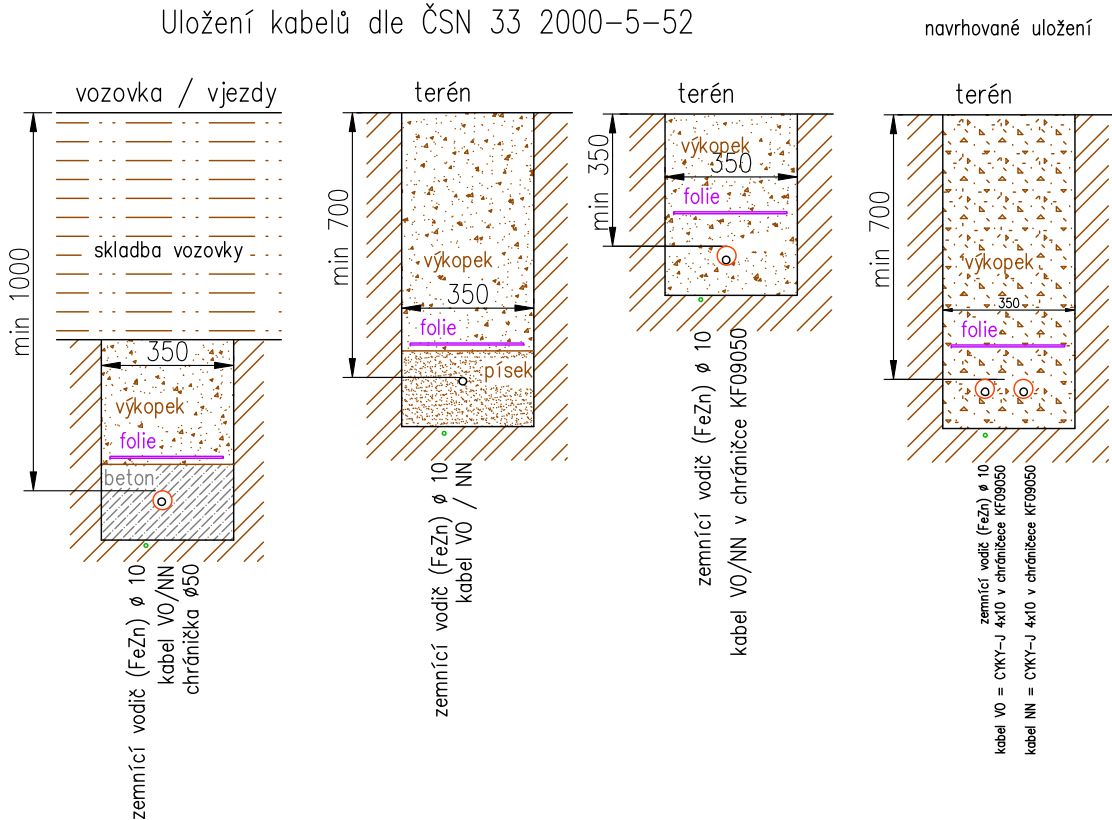 Uložení kabelů dle ČSN 33 2000-5-52
navrhované uložení
vozovka / vjezdy
min 1000
skladba vozovky
350
výkopek
folie
beton
zemnící vodič (FeZn) ø 10
kabel VO/NN
chránička ø50
terén
min 700
výkopek
350
folie
písek
zemnící vodič (FeZn) ø 10
kabel VO / NN
terén
min 350
výkopek
350
folie
zemnící vodič (FeZn) ø 10
kabel VO/NN v chráničce KF09050
terén
min 700
výkopek
350
folie
zemnící vodič (FeZn) ø 10
kabel VO = CYKY-J 4x10 v chráničece KF09050
kabel NN = CYKY-J 4x10 v chráničece KF09050